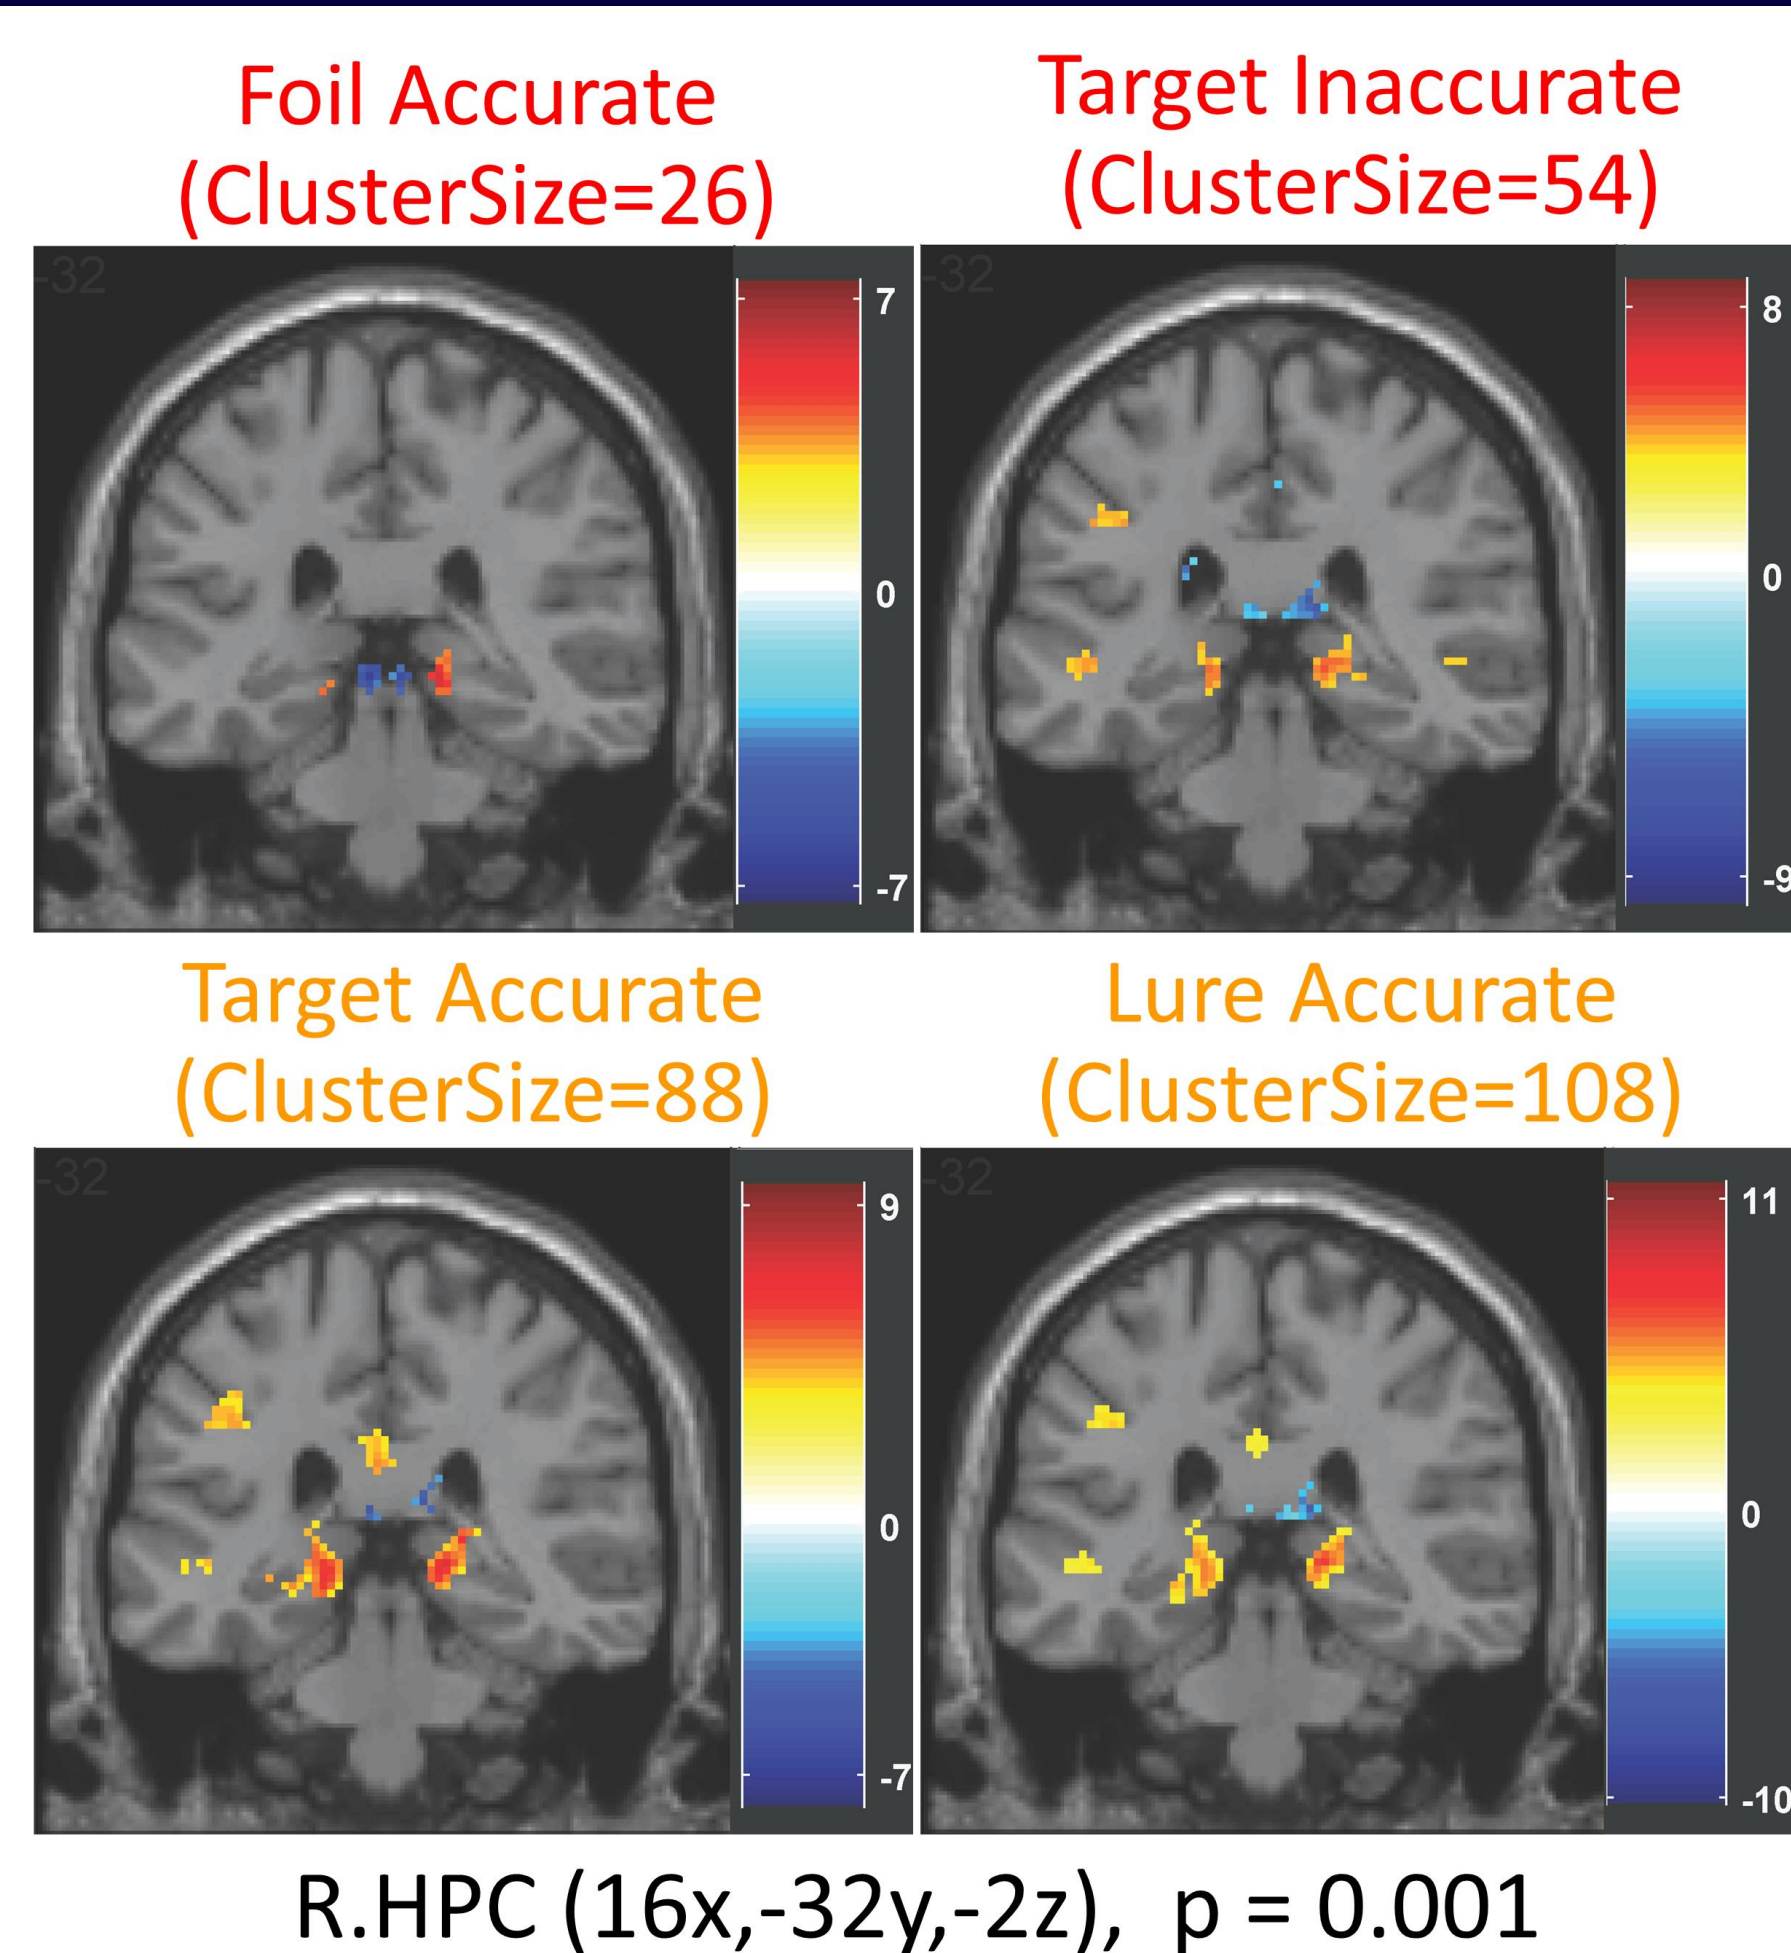 Foil Accurate
(ClusterSize=26)
Target Inaccurate
(ClusterSize=54)
-32
7
0
-7
-32
8
0
-9
Target Accurate
(ClusterSize=88)
Lure Accurate
(ClusterSize=108)
-32
9
0
-7
-32
11
0
-10
R.HPC (16x,-32y,-2z), p = 0.001